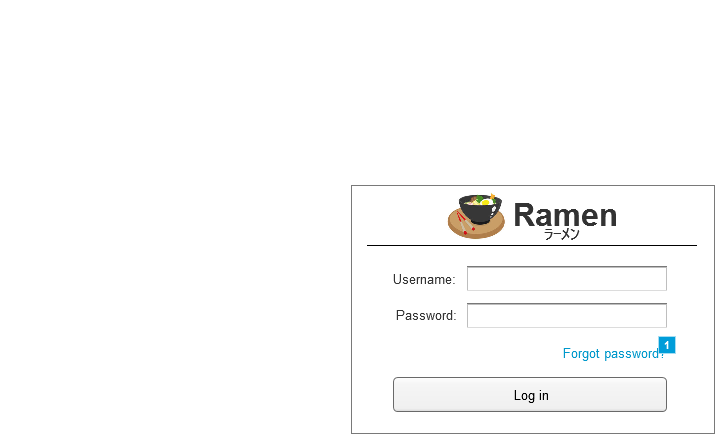 Ramen
ラーメン
Username:
Password:
Forgot password?
1
Log in